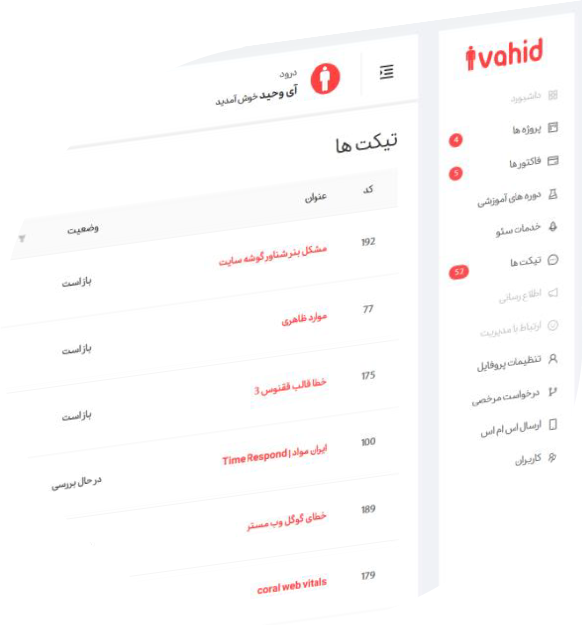 ivahid
داشبورد
پروژه ها
4
فاکتور ها
5
دوره های آموزشی
خدمات سئو
تیکت ها
57
اطلاع رسانی
ارتباط با مدیریت
تنظیمات پروفایل
درخواست مرخصی
ارسال اس ام اس
کاربران
درود
آی وحید خوش آمدید
تیکت ها
کد عنوان وضعیت
192 مشکل بنر شناور گوشه سایت باز است
77 موارد ظاهری باز است
175 خطا قالب ققنوس 3 باز است
100 ایران مواد | Time Respond در حال بررسی
189 خطای گوگل وب مستر
179 coral web vitals